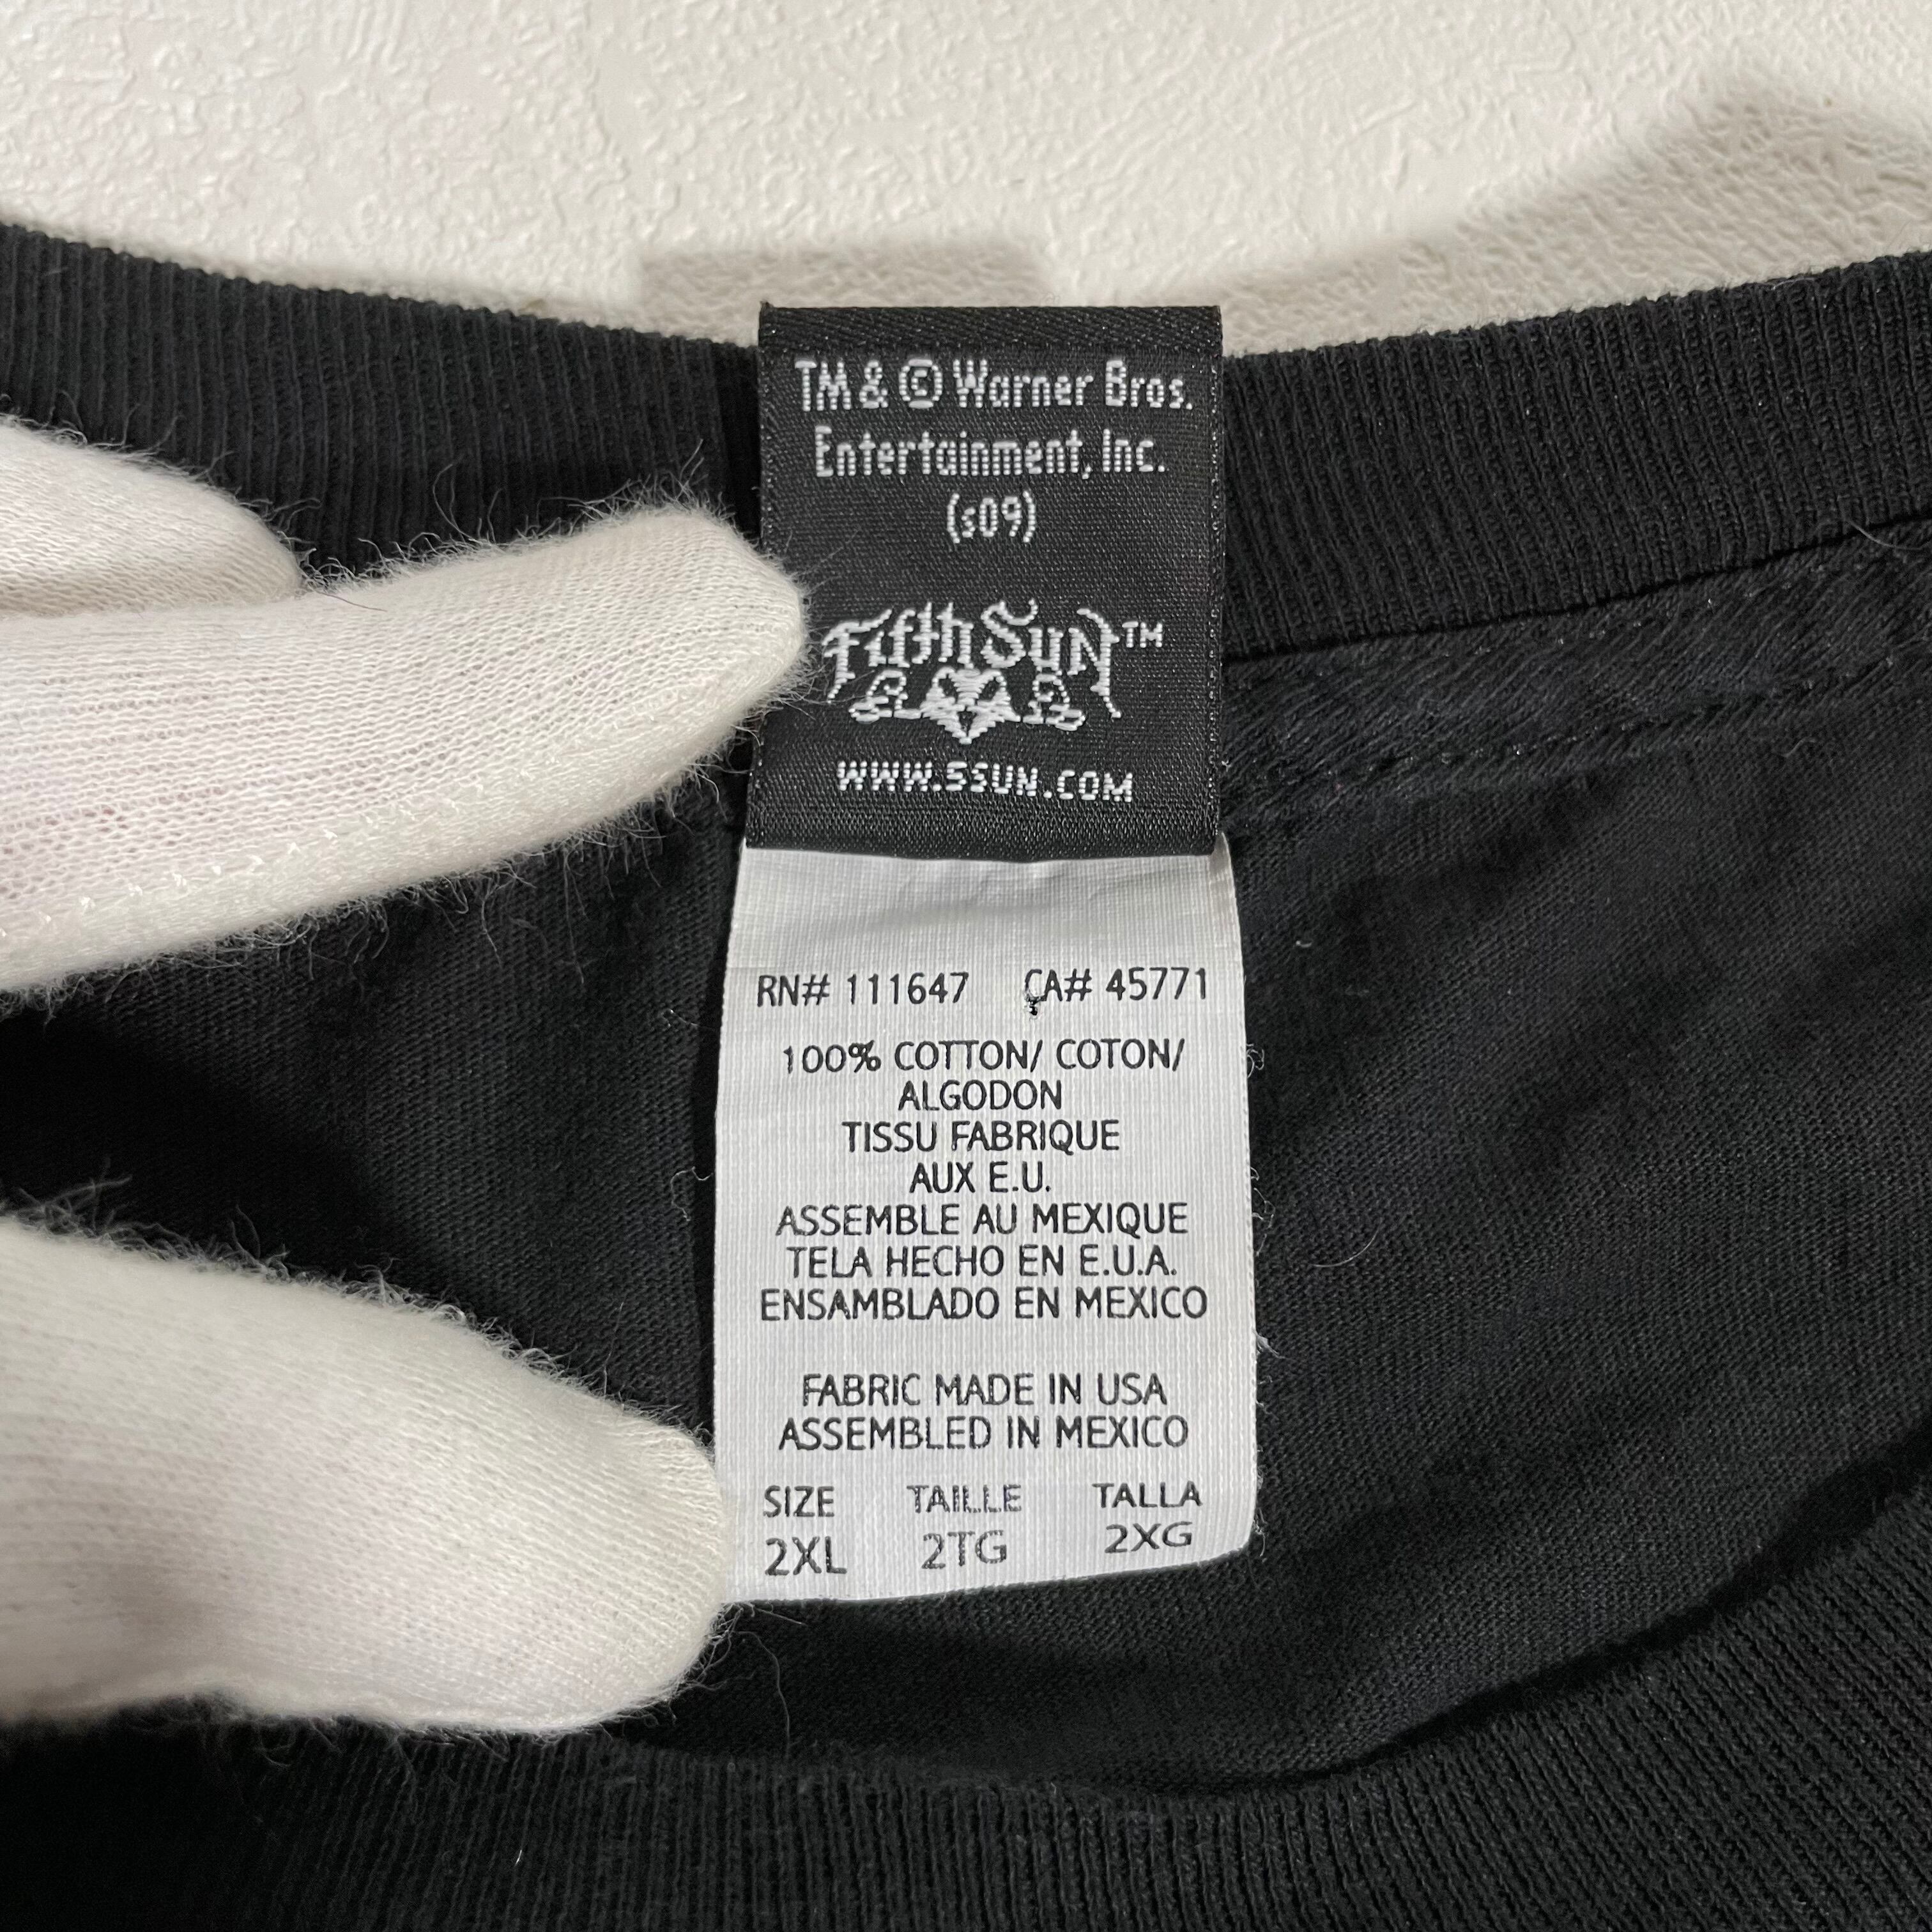 TM & © Warner Bros.
Entertainment, Inc.
(s09)
Fifth Sun™
WWW.5SUN.COM
RN# 111647 CA# 45771
100% COTTON/ COTON/
ALGODON
TISSU FABRIQUE
AUX E.U.
ASSEMBLE AU MEXIQUE
TELA HECHO EN E.U.A.
ENSAMBLADO EN MEXICO
FABRIC MADE IN USA
ASSEMBLED IN MEXICO
SIZE TAILLE TALLA
2XL 2TG 2XG